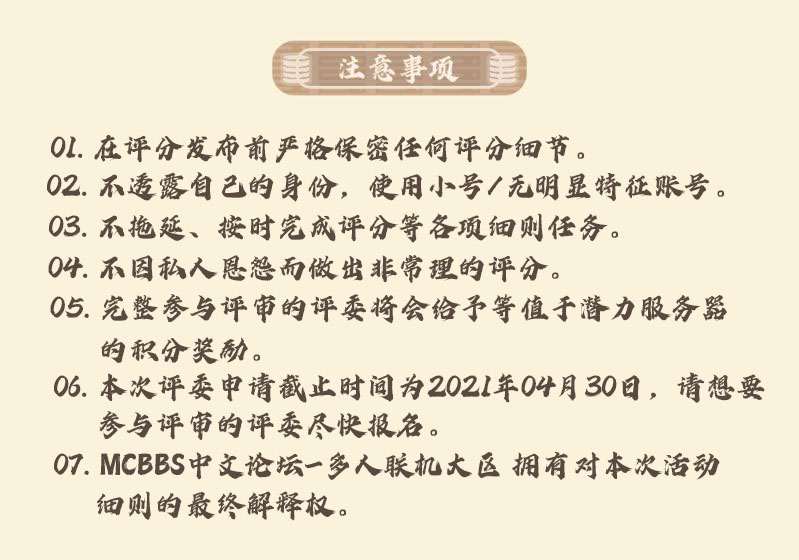 注意事项
01. 在评分发布前严格保密任何评分细节。
02. 不透露自己的身份，使用小号/无明显特征账号。
03. 不拖延、按时完成评分等各项细则任务。
04. 不因私人恩怨而做出非常理的评分。
05. 完整参与评审的评委将会给予等值于潜力服务器
的积分奖励。
06. 本次评委申请截止时间为2021年04月30日，请想要
参与评审的评委尽快报名。
07. MCBBS中文论坛-多人联机大区 拥有对本次活动
细则的最终解释权。